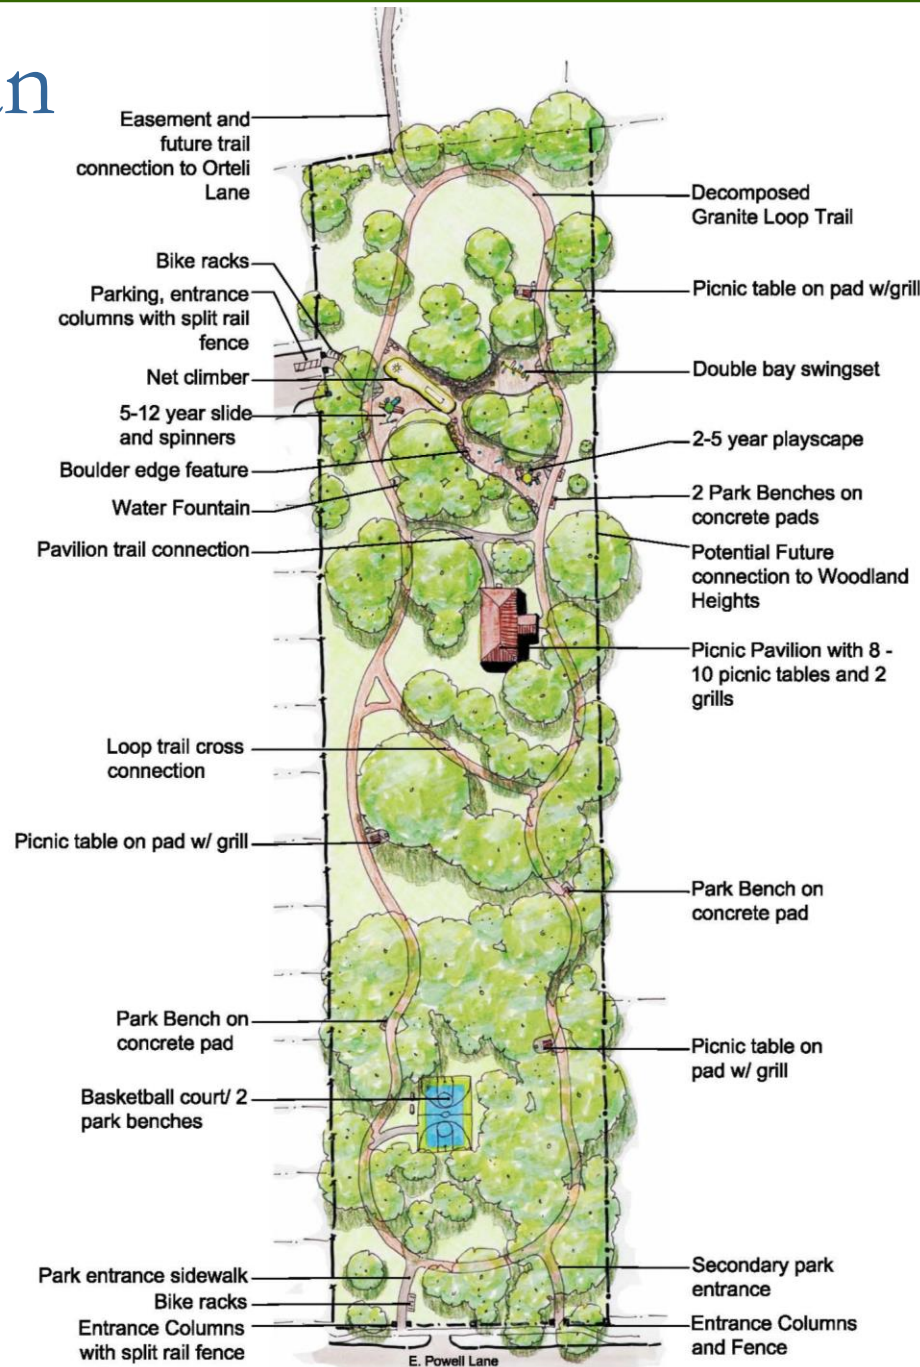 Easement and
future trail
connection to Orteli
Lane
Bike racks
Parking, entrance
columns with split rail
fence
Net climber
5-12 year slide
and spinners
Boulder edge feature
Water Fountain
Pavilion trail connection
Loop trail cross
connection
Picnic table on pad w/ grill
Park Bench on
concrete pad
Basketball court/ 2
park benches
Park entrance sidewalk
Bike racks
Entrance Columns
with split rail fence
Decomposed
Granite Loop Trail
Picnic table on pad w/grill
Double bay swingset
2-5 year playscape
2 Park Benches on
concrete pads
Potential Future
connection to Woodland
Heights
Picnic Pavilion with 8 -
10 picnic tables and 2
grills
Park Bench on
concrete pad
Picnic table on
pad w/ grill
Secondary park
entrance
Entrance Columns
and Fence
E. Powell Lane